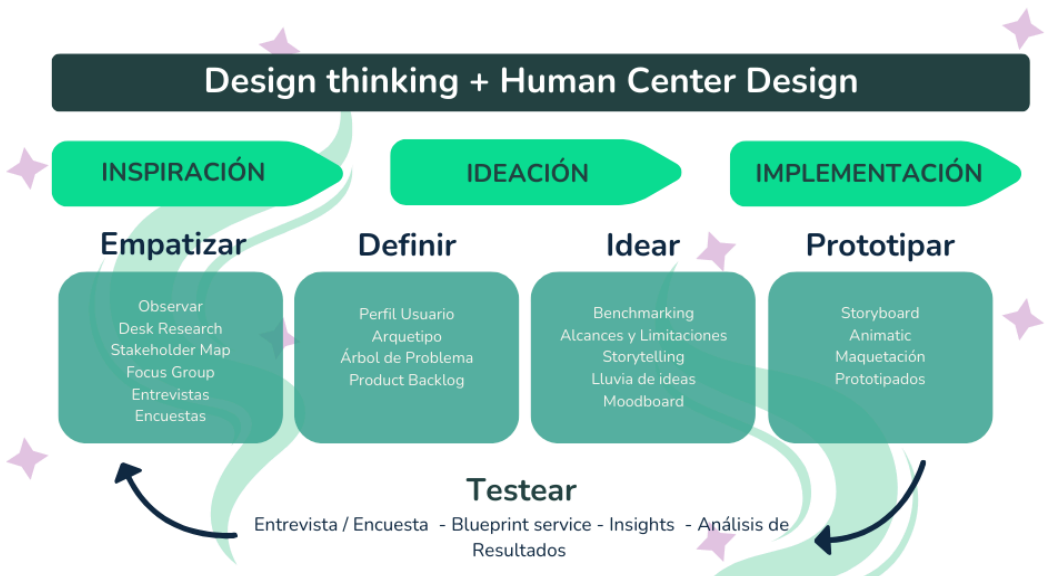 Design thinking + Human Center Design
INSPIRACIÓN
IDEACIÓN
IMPLEMENTACIÓN
Empatizar
Observar
Desk Research
Stakeholder Map
Focus Group
Entrevistas
Encuestas
Definir
Perfil Usuario
Arquetipo
Árbol de Problema
Product Backlog
Idear
Benchmarking
Alcances y Limitaciones
Storytelling
Lluvia de ideas
Moodboard
Prototipar
Storyboard
Animatic
Maquetación
Prototipados
Testear
Entrevista / Encuesta - Blueprint service - Insights - Análisis de
Resultados